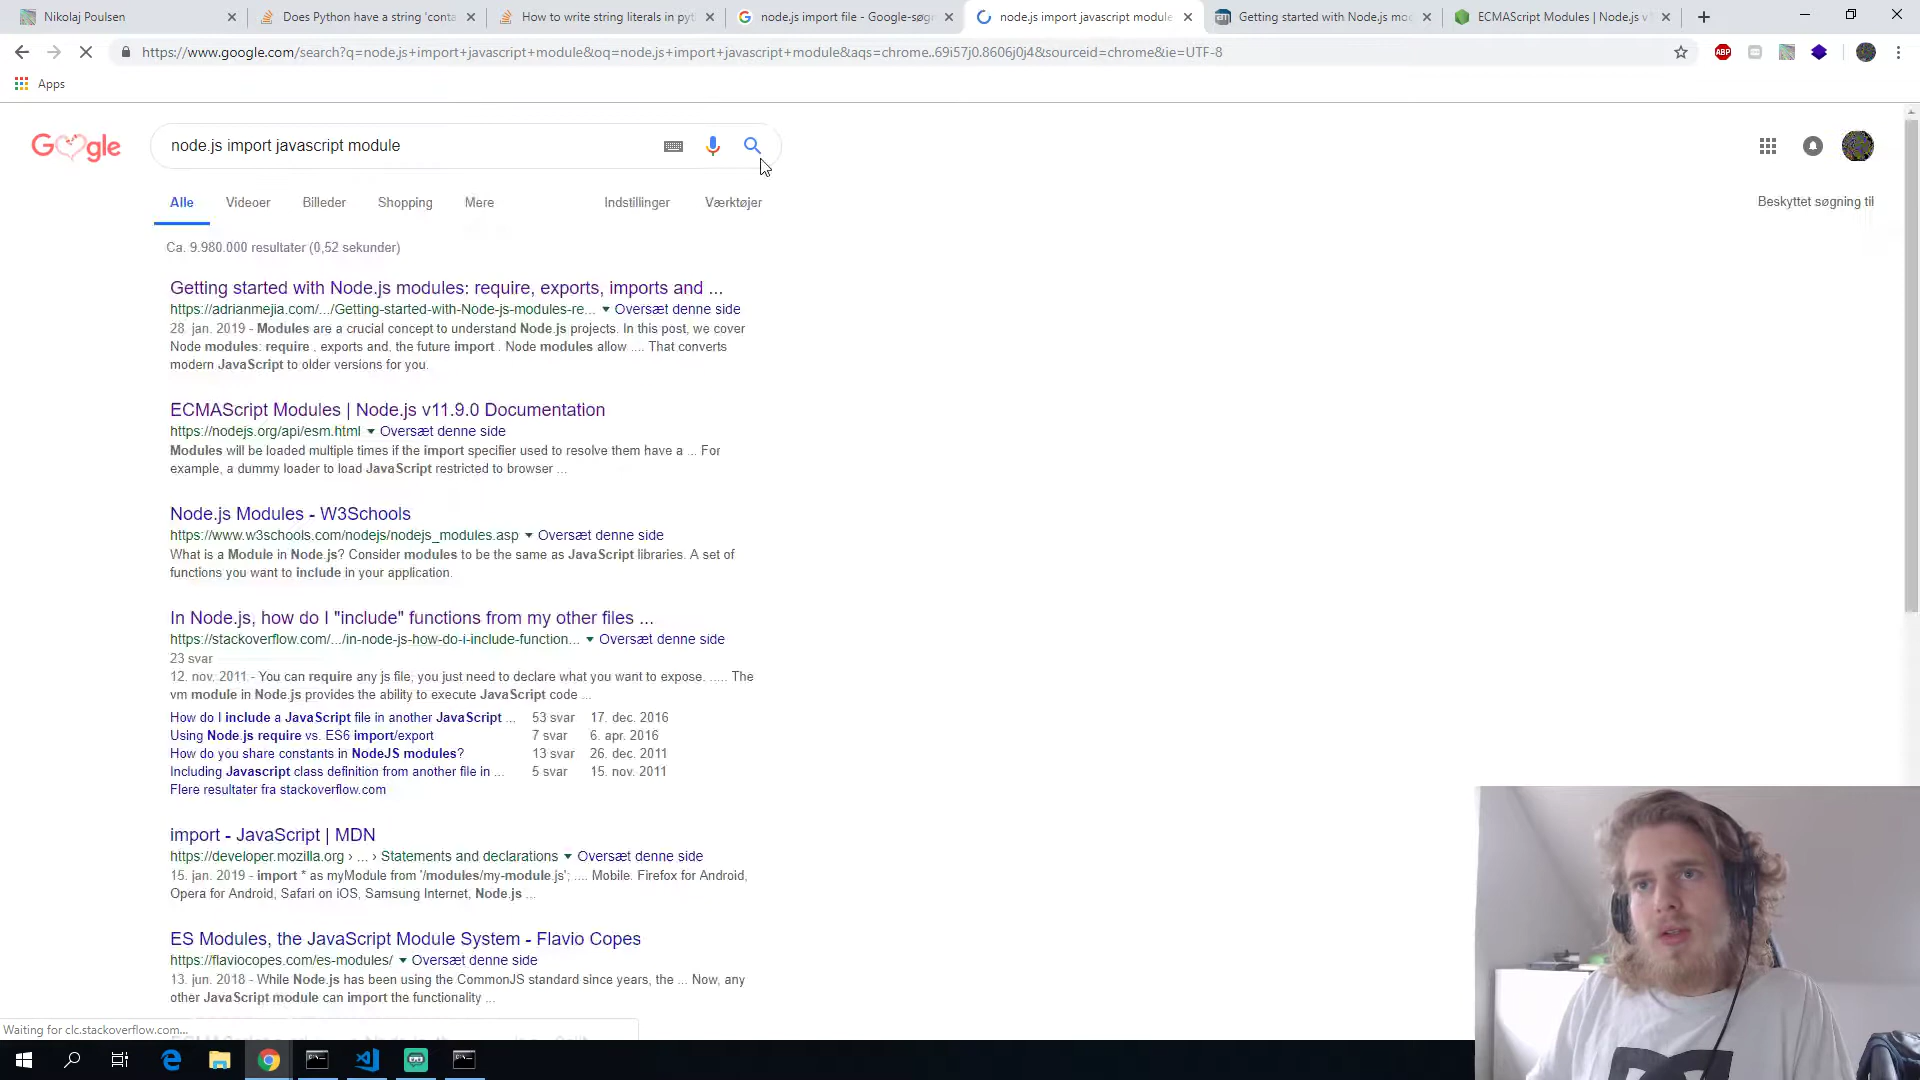 Nikolaj Poulsen
Does Python have a string 'conta
How to write string literals in pyt
node.js import file - Google-søg
node.js import javascript module
Getting started with Node.js mod
ECMAScript Modules | Node.js v
https://www.google.com/search?q=node.js+import+javascript+module&oq=node.js+import+javascript+module&aqs=chrome..69i57j0.8606j0j4&sourceid=chrome&ie=UTF-8
ABP
Apps
Google
node.js import javascript module
Alle
Videoer
Billeder
Shopping
Mere
Indstillinger
Værktøjer
Beskyttet søgning til
Ca. 9.980.000 resultater (0,52 sekunder)
Getting started with Node.js modules: require, exports, imports and ...
https://adrianmejia.com/.../Getting-started-with-Node-js-modules-re... Oversæt denne side
28 jan. 2019 - Modules are a crucial concept to understand Node.js projects. In this post, we cover
Node modules: require , exports and, the future import . Node modules allow .... That converts
modern JavaScript to older versions for you.
ECMAScript Modules | Node.js v11.9.0 Documentation
https://nodejs.org/api/esm.html Oversæt denne side
Modules will be loaded multiple times if the import specifier used to resolve them have a ... For
example, a dummy loader to load JavaScript restricted to browser ...
Node.js Modules - W3Schools
https://www.w3schools.com/nodejs/nodejs_modules.asp Oversæt denne side
What is a Module in Node.js? Consider modules to be the same as JavaScript libraries. A set of
functions you want to include in your application.
In Node.js, how do I "include" functions from my other files ...
https://stackoverflow.com/.../in-node-js-how-do-i-include-function... Oversæt denne side
23 svar
12. nov. 2011 - You can require any js file, you just need to declare what you want to expose. ..... The
vm module in Node.js provides the ability to execute JavaScript code ...
How do I include a JavaScript file in another JavaScript ... 53 svar 17. dec. 2016
Using Node.js require vs. ES6 import/export 7 svar 6. apr. 2016
How do you share constants in NodeJS modules? 13 svar 26. dec. 2011
Including Javascript class definition from another file in ... 5 svar 15. nov. 2011
Flere resultater fra stackoverflow.com
import - JavaScript | MDN
https://developer.mozilla.org › ... › Statements and declarations Oversæt denne side
15. jan. 2019 - import * as myModule from '/modules/my-module.js'; .... Mobile. Firefox for Android,
Opera for Android, Safari on iOS, Samsung Internet, Node.js ...
ES Modules, the JavaScript Module System - Flavio Copes
https://flaviocopes.com/es-modules/ Oversæt denne side
13. jun. 2018 - While Node.js has been using the CommonJS standard since years, the ... Now, any
other JavaScript module can import the functionality ...
Waiting for clc.stackoverflow.com...